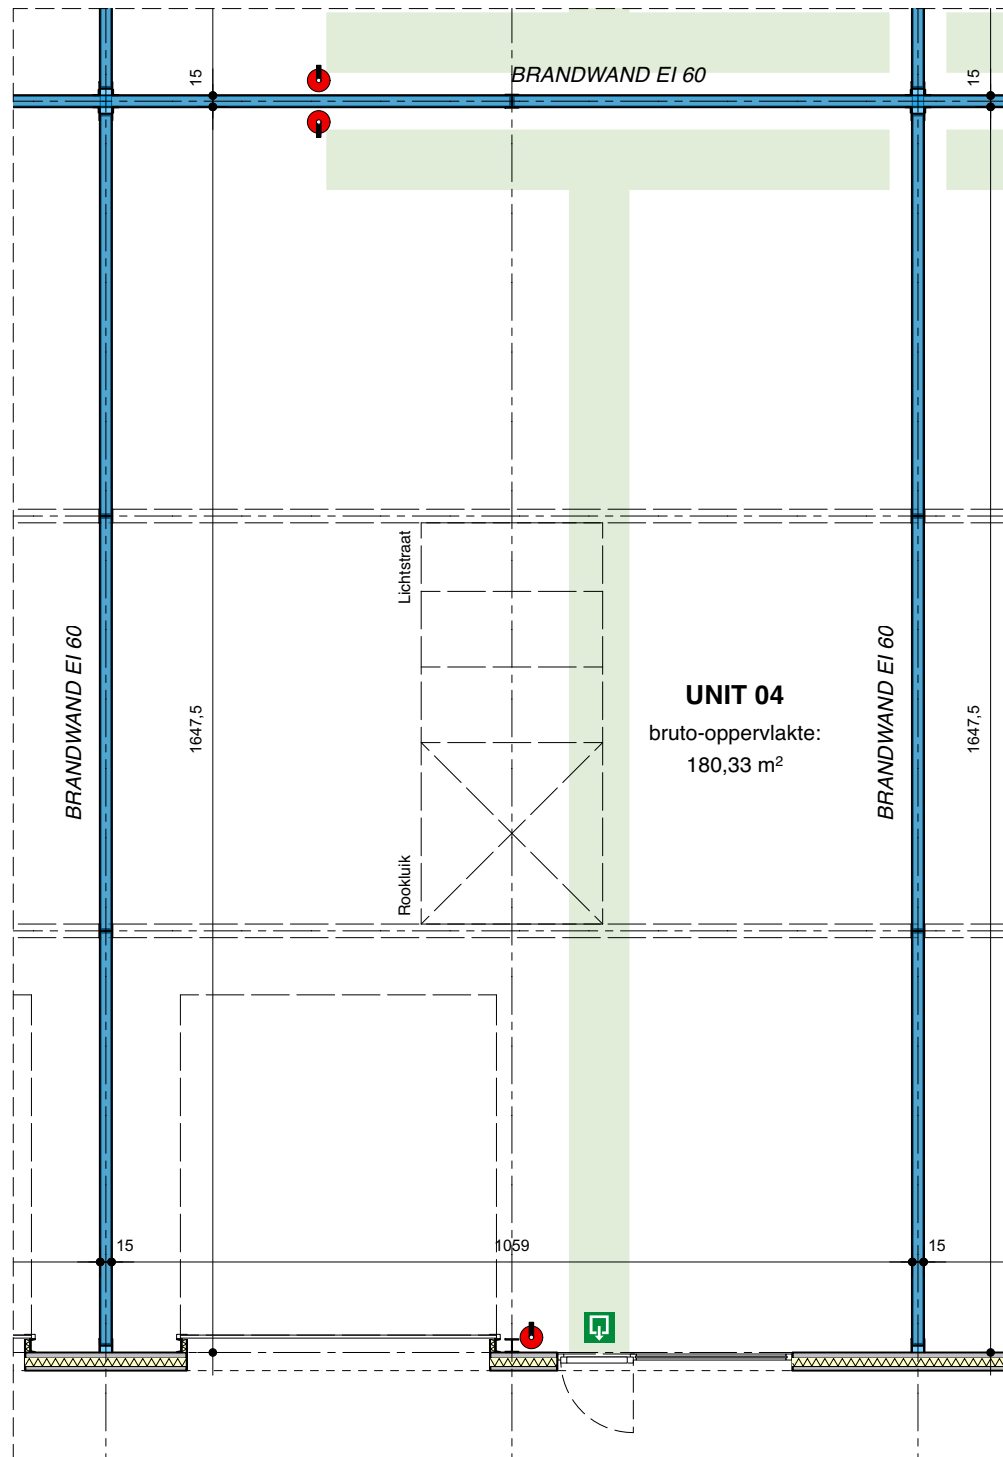 15
BRANDWAND EI 60
15
Lichtstraat
BRANDWAND EI 60
1647,5
UNIT 04
bruto-oppervlakte:
180,33 m²
BRANDWAND EI 60
1647,5
Rookluik
15
1059
15